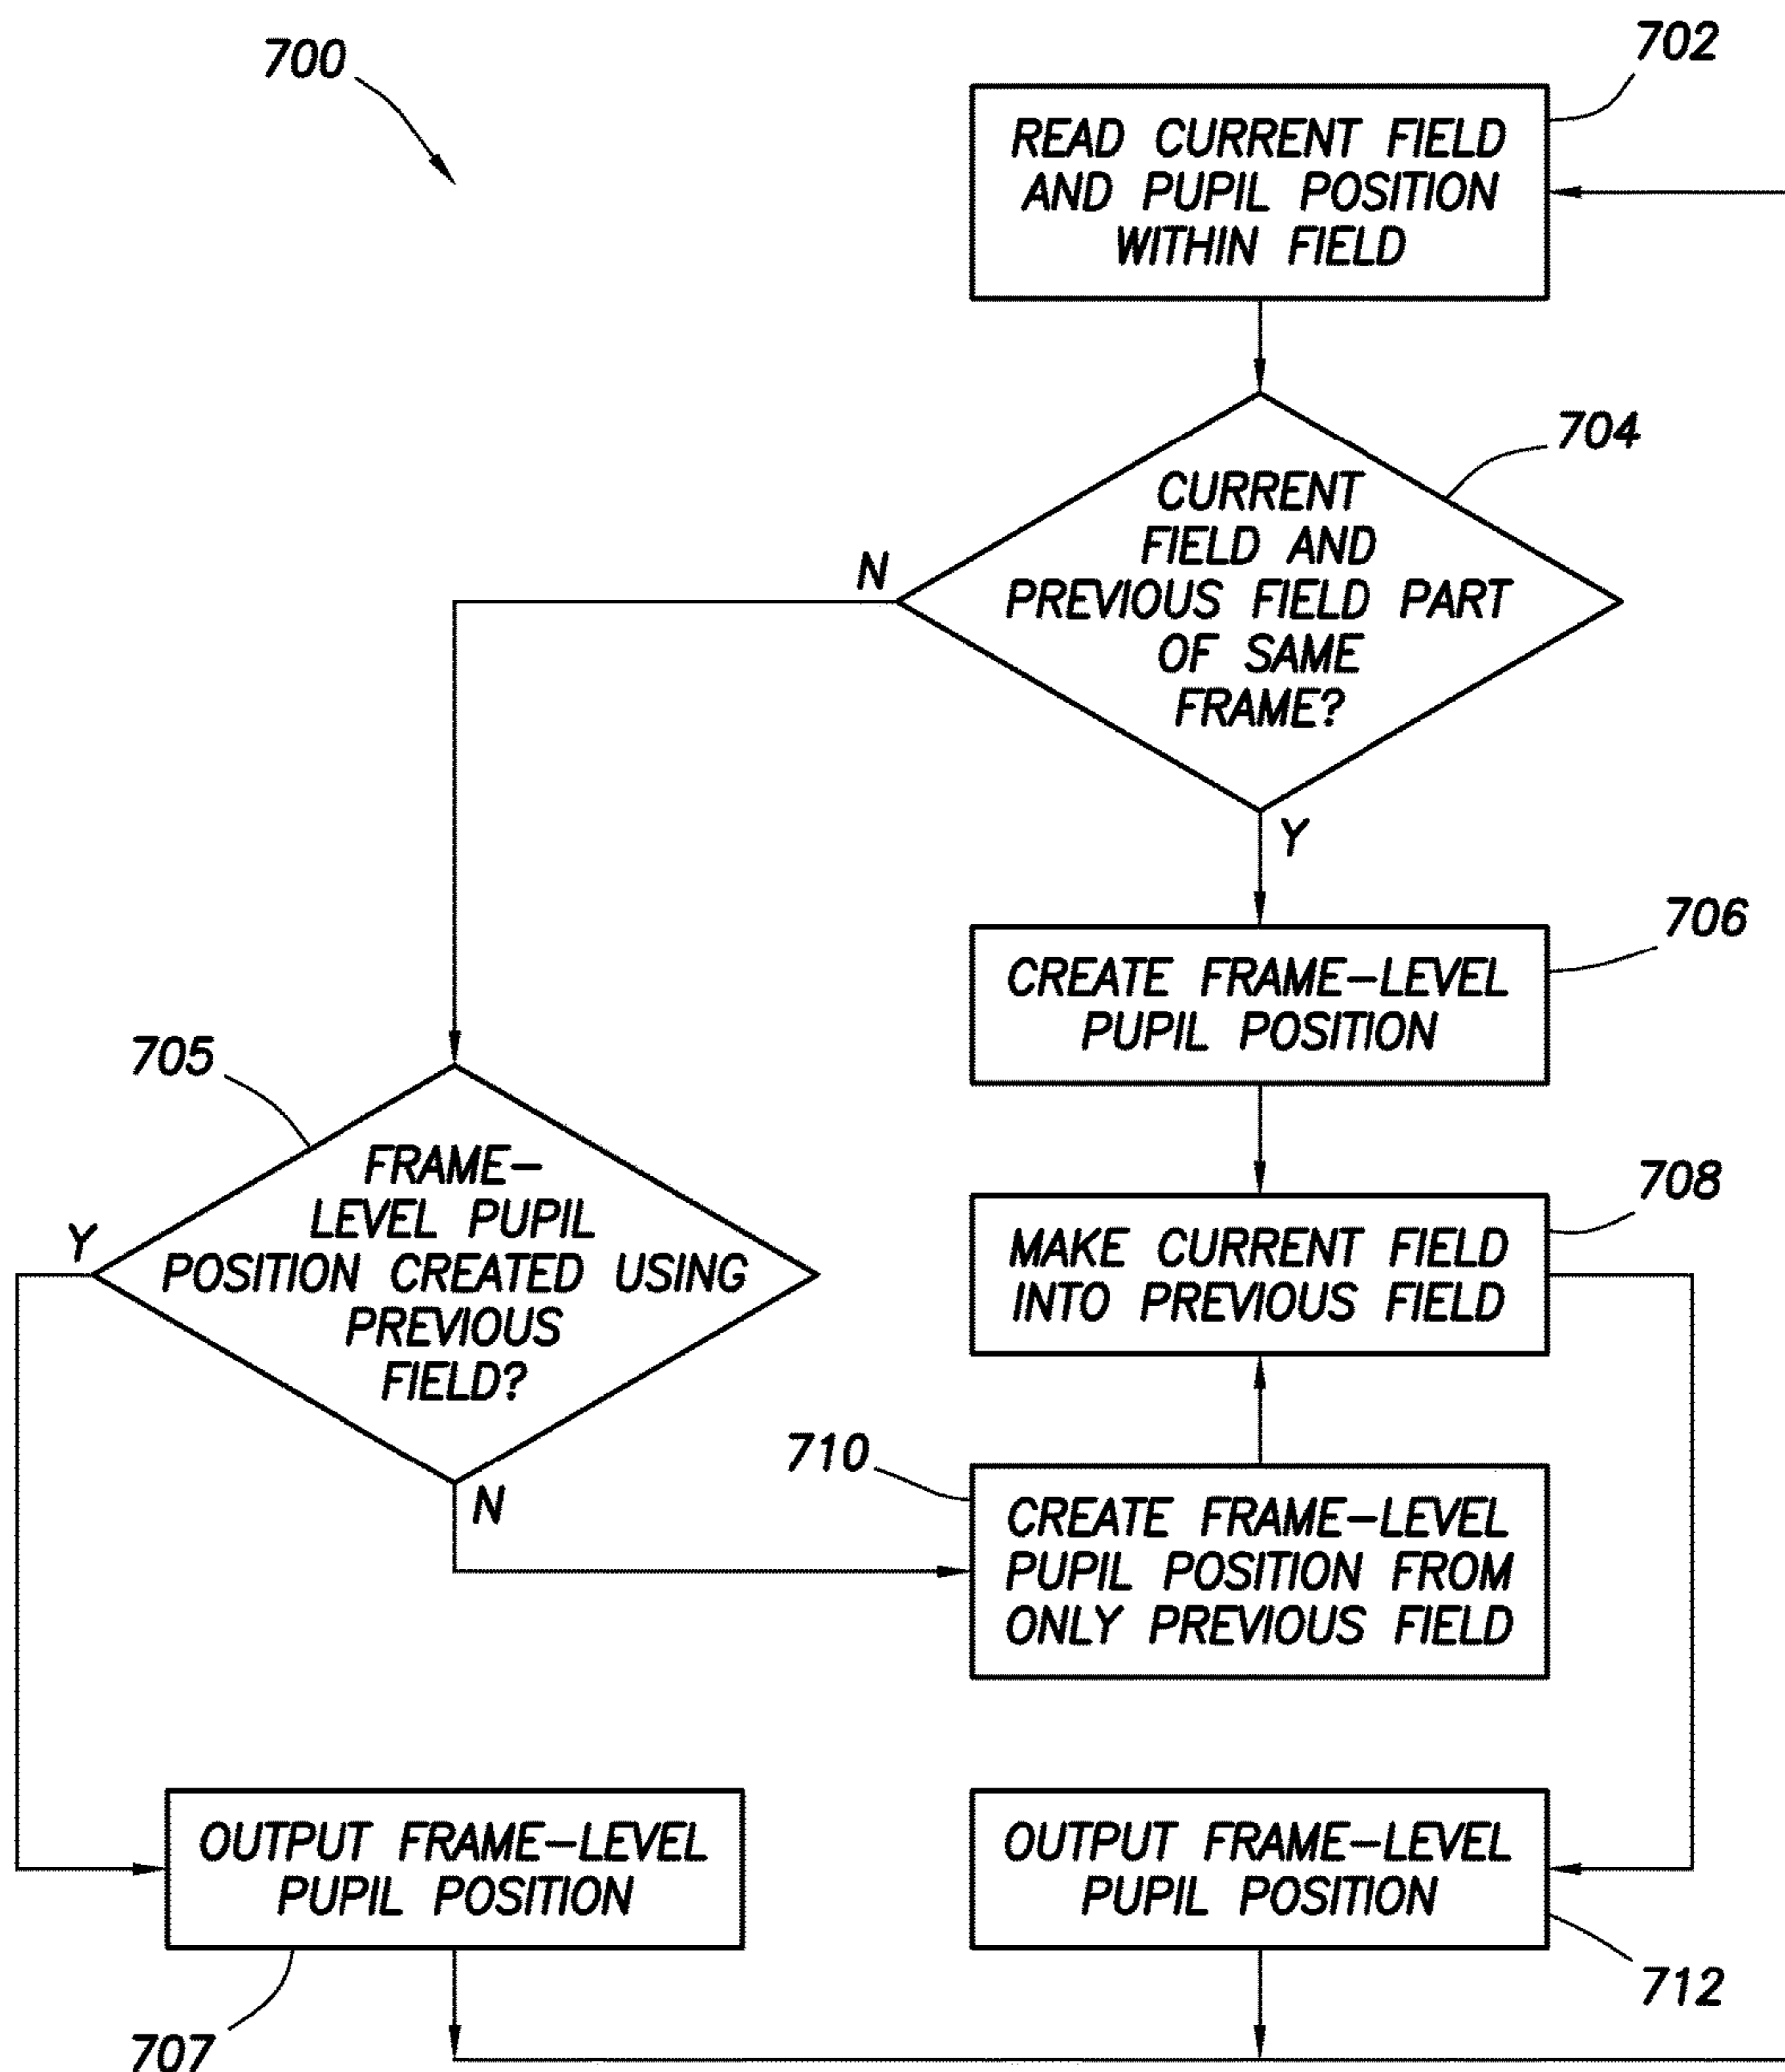 700
702
READ CURRENT FIELD
AND PUPIL POSITION
WITHIN FIELD
704
CURRENT
FIELD AND
PREVIOUS FIELD PART
OF SAME
FRAME?
N
Y
706
CREATE FRAME-LEVEL
PUPIL POSITION
705
FRAME-
LEVEL PUPIL
POSITION CREATED USING
PREVIOUS
FIELD?
Y
N
708
MAKE CURRENT FIELD
INTO PREVIOUS FIELD
710
CREATE FRAME-LEVEL
PUPIL POSITION FROM
ONLY PREVIOUS FIELD
OUTPUT FRAME-LEVEL
PUPIL POSITION
707
OUTPUT FRAME-LEVEL
PUPIL POSITION
712